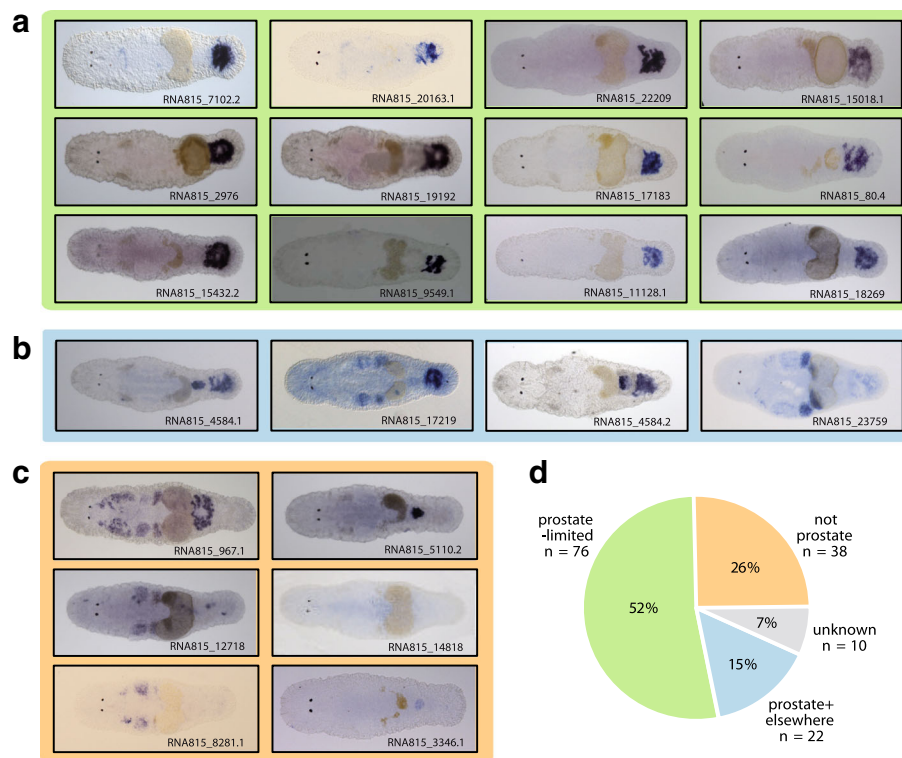 a
RNA815_7102.2
RNA815_20163.1
RNA815_22209
RNA815_15018.1
RNA815_2976
RNA815_19192
RNA815_17183
RNA815_80.4
RNA815_15432.2
RNA815_9549.1
RNA815_11128.1
RNA815_18269
b
RNA815_4584.1
RNA815_17219
RNA815_4584.2
RNA815_23759
c
RNA815_967.1
RNA815_5110.2
RNA815_12718
RNA815_14818
RNA815_8281.1
RNA815_3346.1
d
prostate
-limited
n = 76
52%
not
prostate
n = 38
26%
unknown
n = 10
7%
prostate+
elsewhere
n = 22
15%